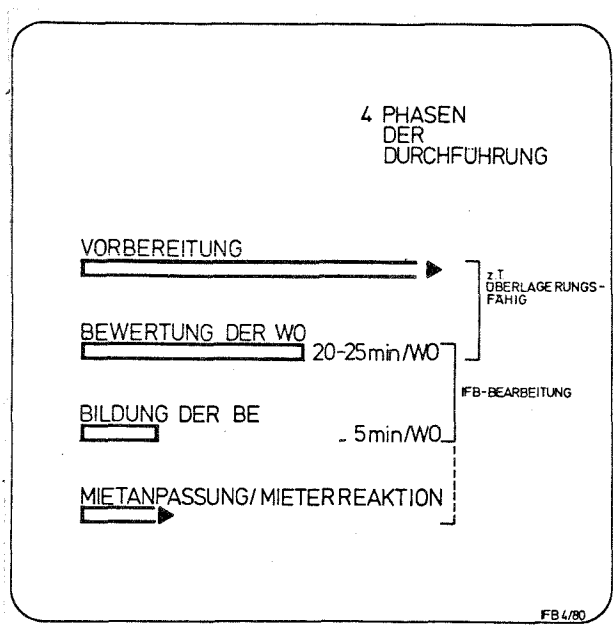 4 PHASEN
DER
DURCHFÜHRUNG
VORBEREITUNG
z.T
ÜBERLAGERUNGS-
FÄHIG
BEWERTUNG DER WO
20-25min/WO
IFB-BEARBEITUNG
BILDUNG DER BE
~ 5min/WO
MIETANPASSUNG/MIETERREAKTION
IFB 4/80